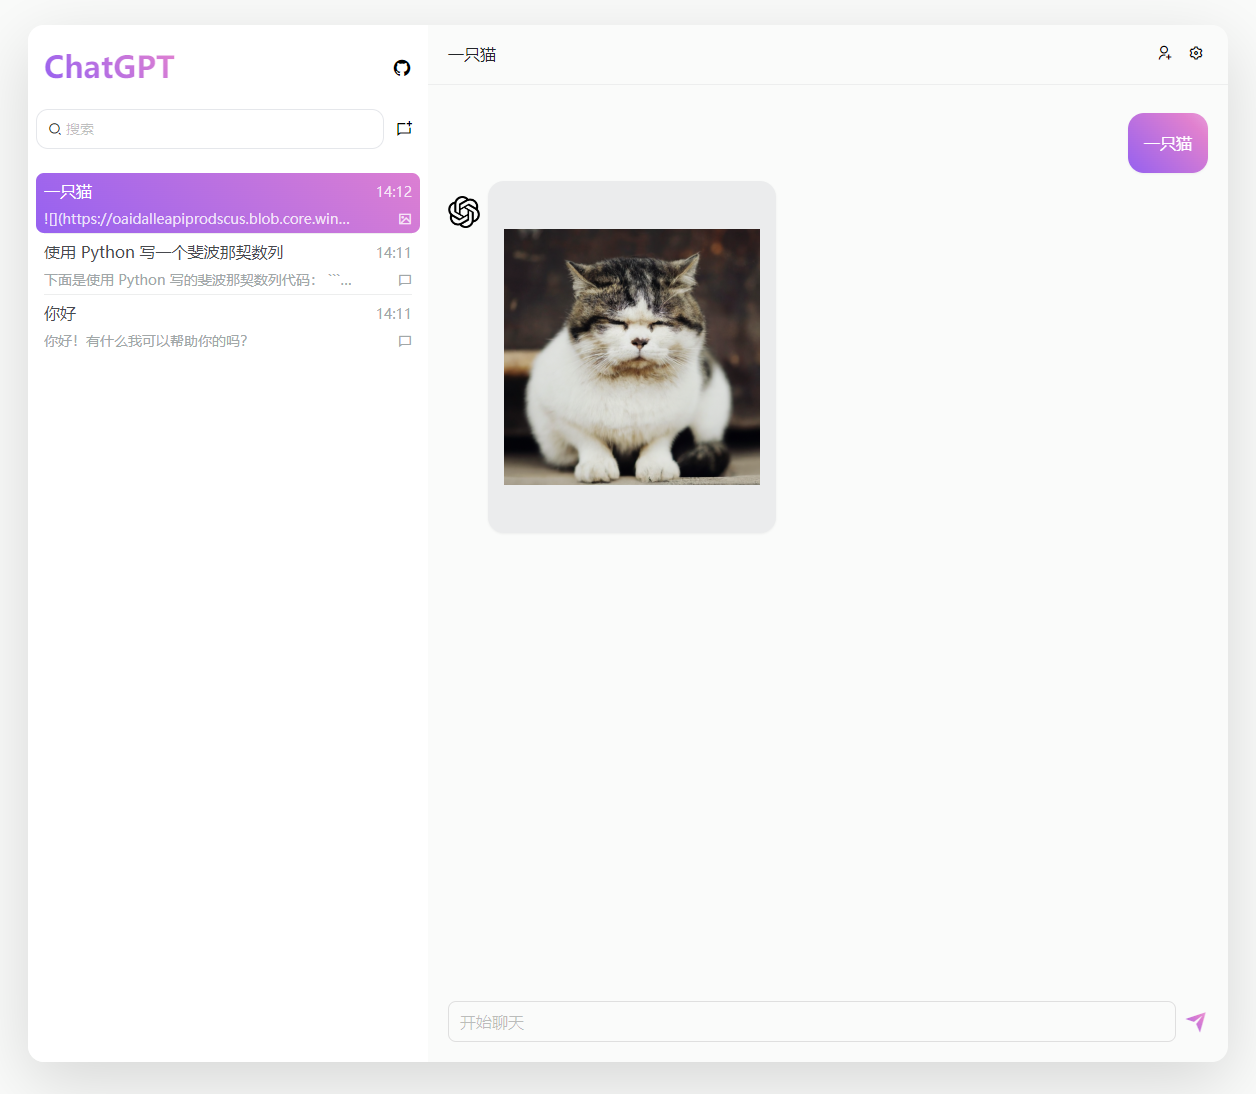 ChatGPT
搜索
一只猫 14:12
![](https://oaidalleapiprodscus.blob.core.win...
使用 Python 写一个斐波那契数列 14:11
下面是使用 Python 写的斐波那契数列代码： ```...
你好 14:11
你好！有什么我可以帮助你的吗？
一只猫
一只猫
开始聊天